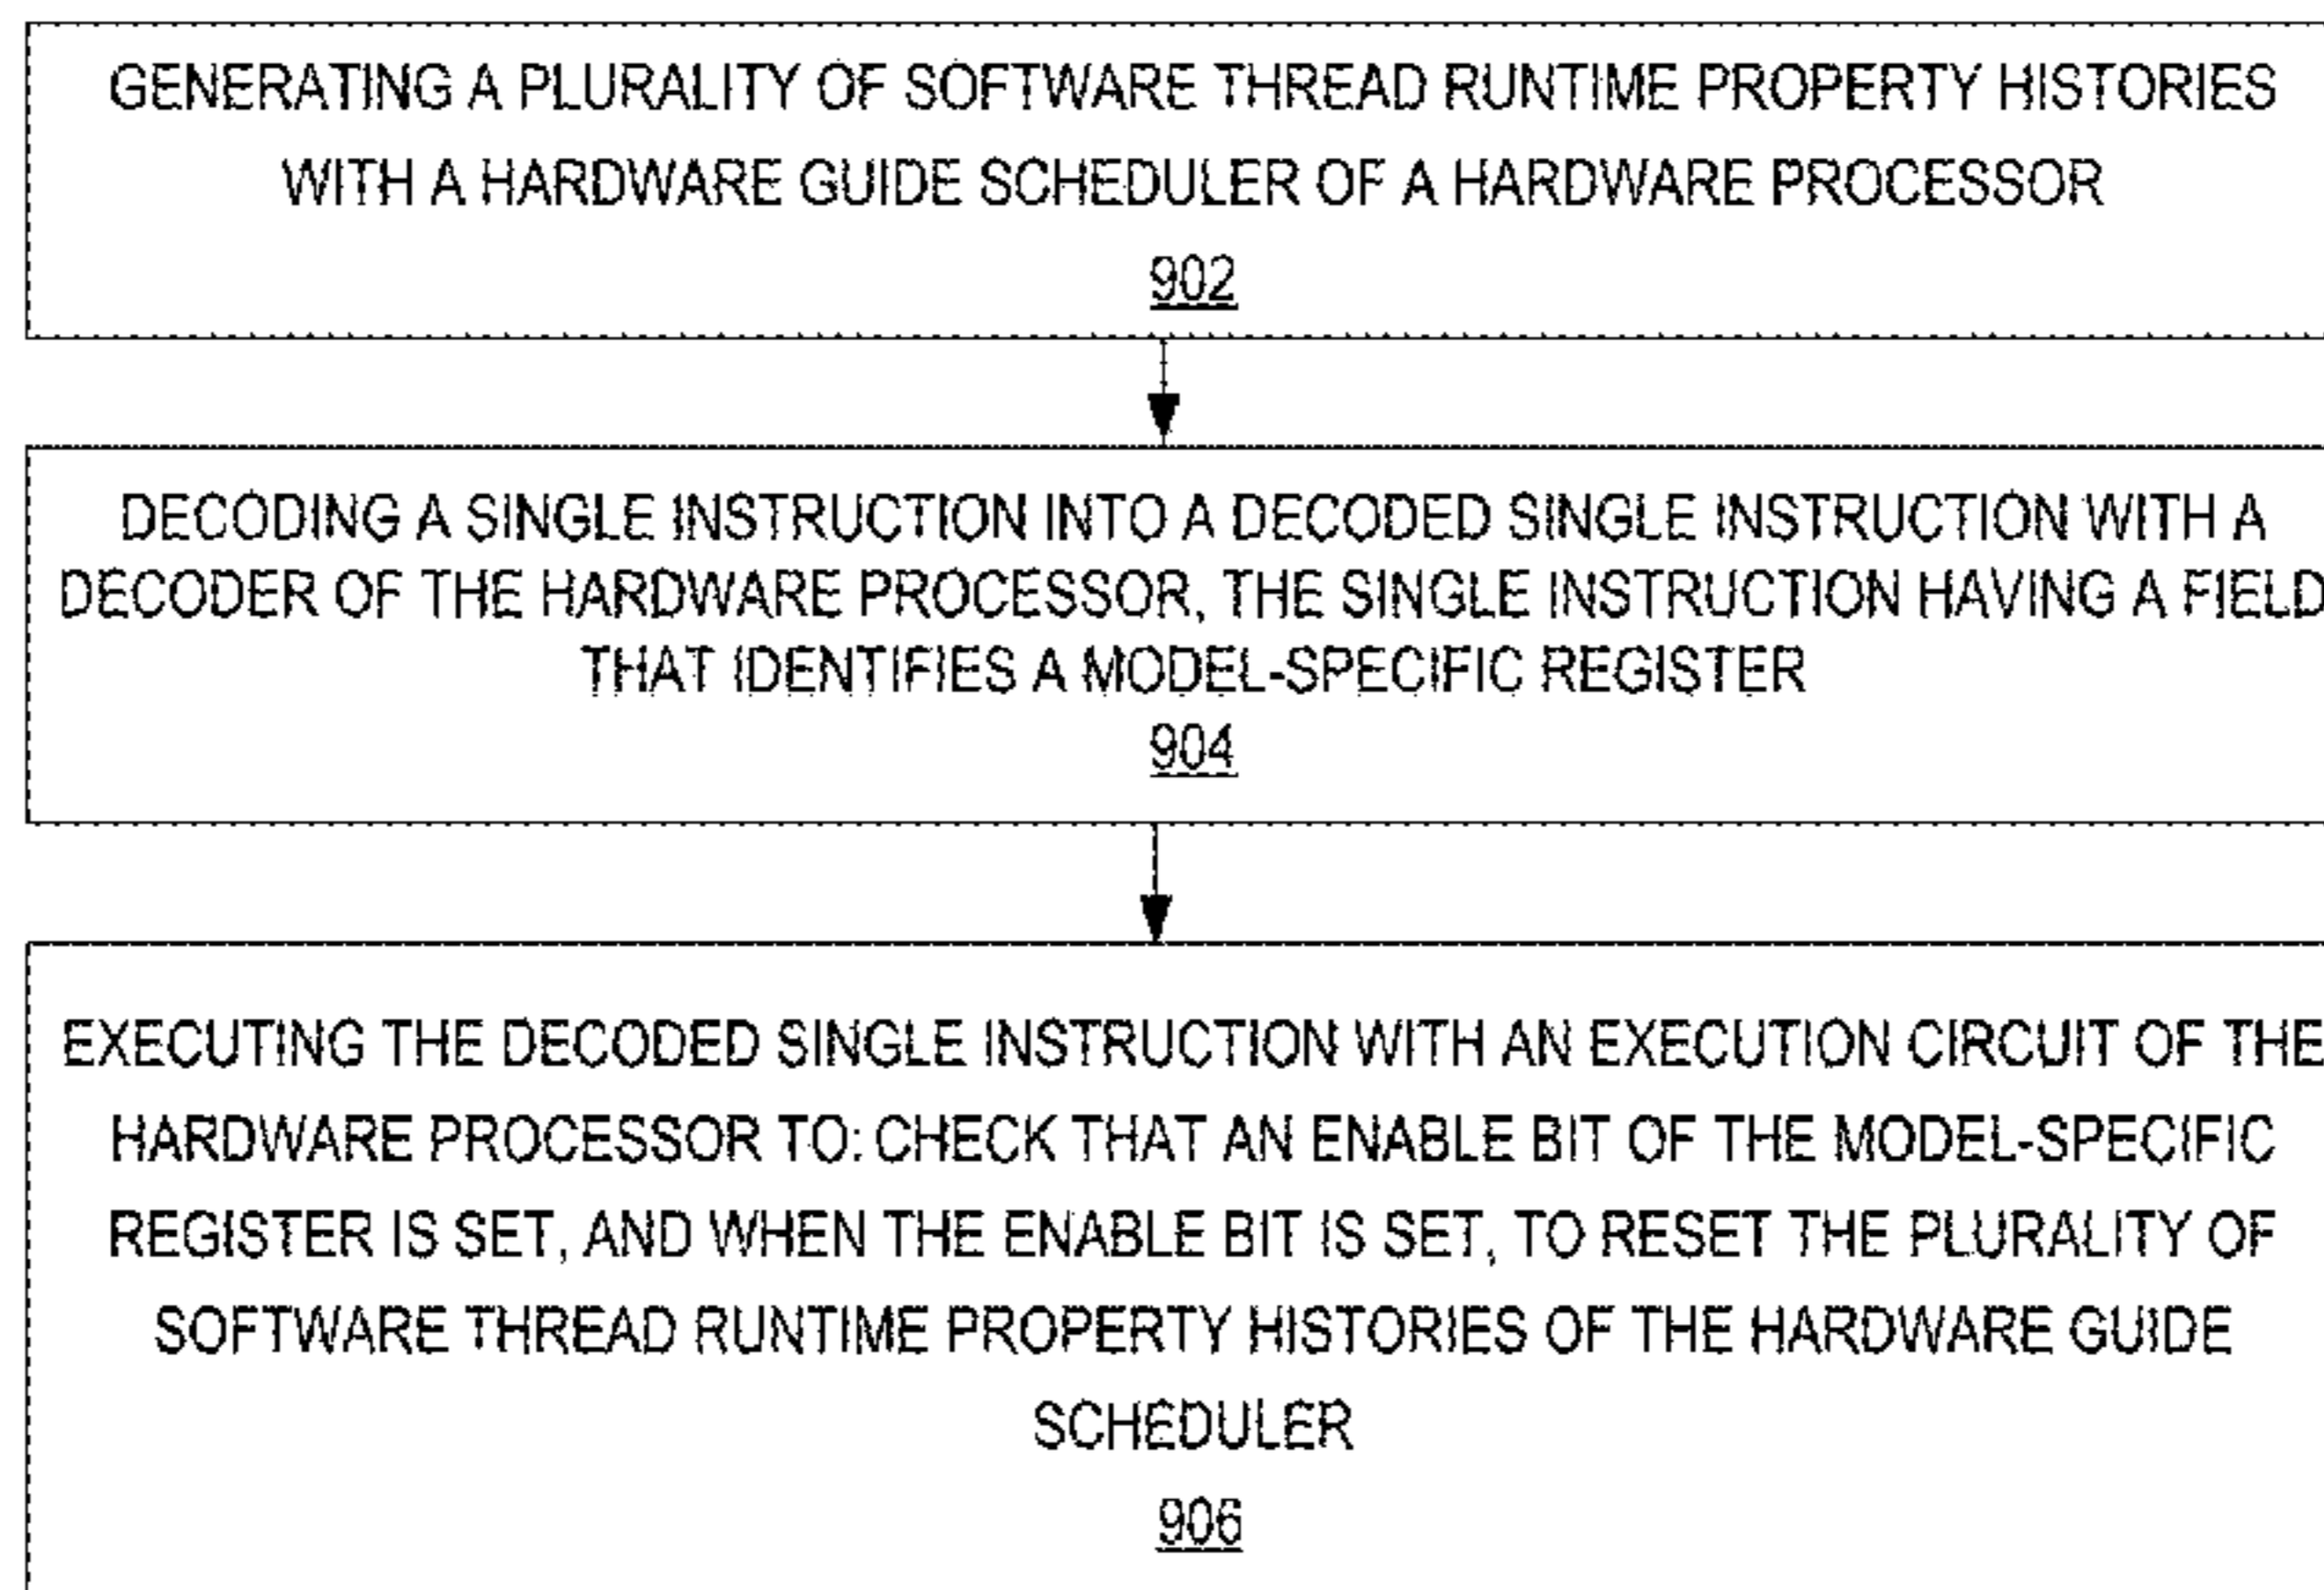 GENERATING A PLURALITY OF SOFTWARE THREAD RUNTIME PROPERTY HISTORIES
WITH A HARDWARE GUIDE SCHEDULER OF A HARDWARE PROCESSOR
902
DECODING A SINGLE INSTRUCTION INTO A DECODED SINGLE INSTRUCTION WITH A
DECODER OF THE HARDWARE PROCESSOR, THE SINGLE INSTRUCTION HAVING A FIELD
THAT IDENTIFIES A MODEL-SPECIFIC REGISTER
904
EXECUTING THE DECODED SINGLE INSTRUCTION WITH AN EXECUTION CIRCUIT OF THE
HARDWARE PROCESSOR TO: CHECK THAT AN ENABLE BIT OF THE MODEL-SPECIFIC
REGISTER IS SET, AND WHEN THE ENABLE BIT IS SET, TO RESET THE PLURALITY OF
SOFTWARE THREAD RUNTIME PROPERTY HISTORIES OF THE HARDWARE GUIDE
SCHEDULER
906